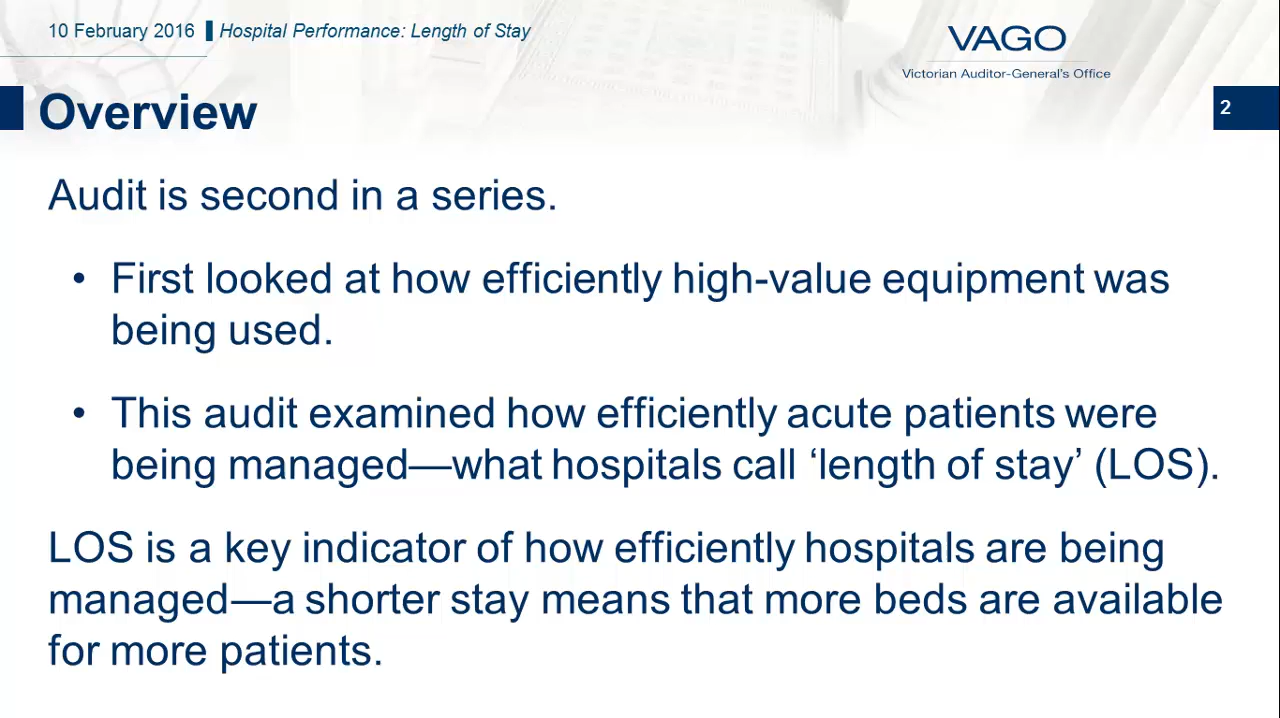 10 February 2016 Hospital Performance: Length of Stay
VAGO
Victorian Auditor-General's Office
Overview
2
Audit is second in a series.
• First looked at how efficiently high-value equipment was
being used.
• This audit examined how efficiently acute patients were
being managed—what hospitals call ‘length of stay’ (LOS).
LOS is a key indicator of how efficiently hospitals are being
managed—a shorter stay means that more beds are available
for more patients.